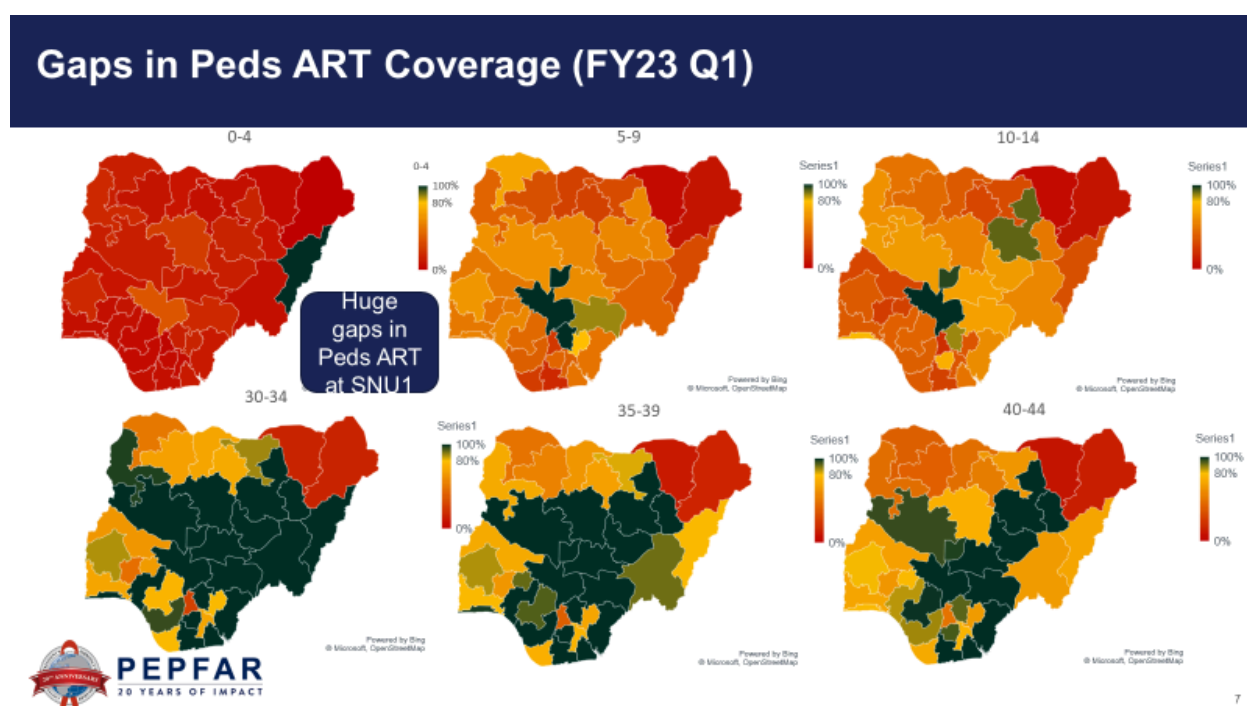 Gaps in Peds ART Coverage (FY23 Q1)
0-4
5-9
10-14
0-4
100%
80%
0%
Series1
100%
80%
0%
Series1
100%
80%
0%
Huge
gaps in
Peds ART
at SNU1
Powered by Bing
© Microsoft, OpenStreetMap
Powered by Bing
© Microsoft, OpenStreetMap
30-34
35-39
40-44
Series1
100%
80%
0%
Series1
100%
80%
0%
Series1
100%
80%
0%
Powered by Bing
© Microsoft, OpenStreetMap
Powered by Bing
© Microsoft, OpenStreetMap
Powered by Bing
© Microsoft, OpenStreetMap
20TH ANNIVERSARY
PEPFAR
20 YEARS OF IMPACT
7